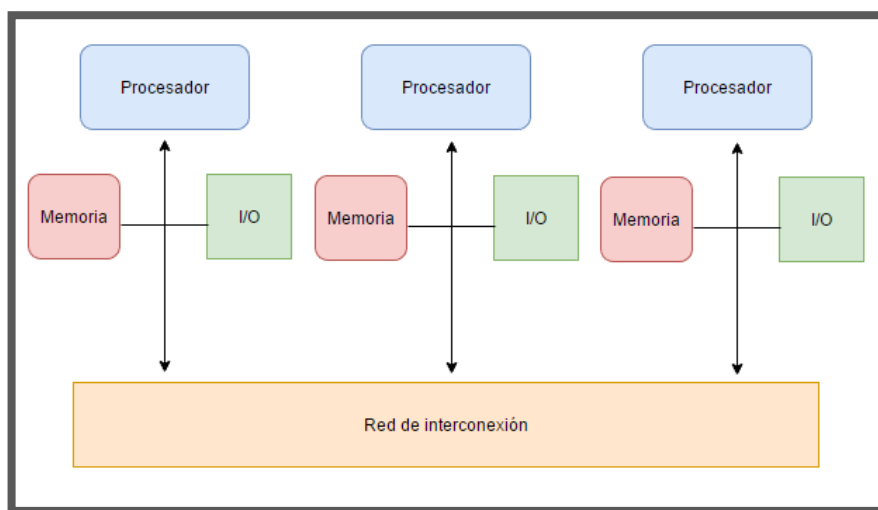 Procesador
Procesador
Procesador
Memoria
I/O
Memoria
I/O
Memoria
I/O
Red de interconexión